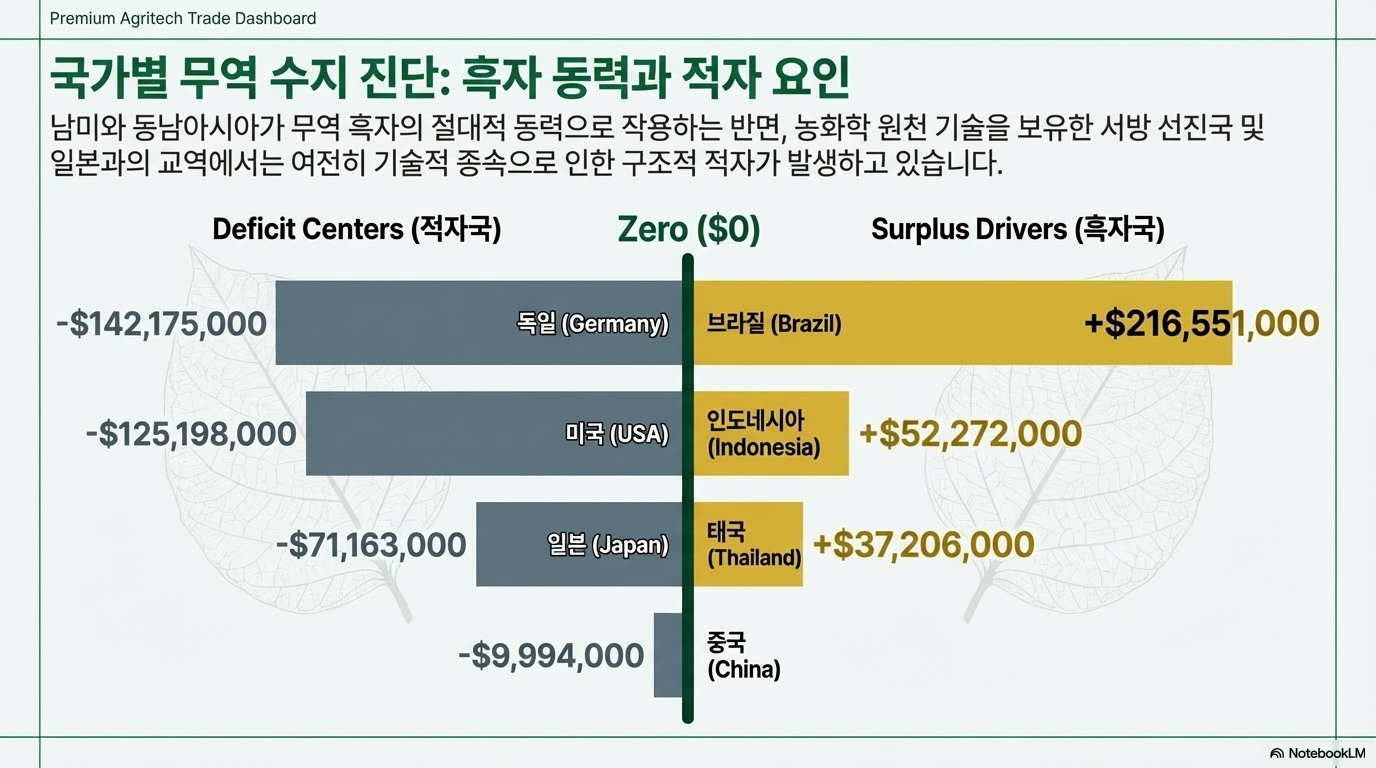 Premium Agritech Trade Dashboard
국가별 무역 수지 진단: 흑자 동력과 적자 요인
남미와 동남아시아가 무역 흑자의 절대적 동력으로 작용하는 반면, 농화학 원천 기술을 보유한 서방 선진국 및
일본과의 교역에서는 여전히 기술적 종속으로 인한 구조적 적자가 발생하고 있습니다.
Deficit Centers (적자국)
Zero ($0)
Surplus Drivers (흑자국)
-$142,175,000
독일 (Germany)
브라질 (Brazil)
+$216,551,000
-$125,198,000
미국 (USA)
인도네시아
(Indonesia)
+$52,272,000
-$71,163,000
일본 (Japan)
태국
(Thailand)
+$37,206,000
-$9,994,000
중국
(China)
NotebookLM